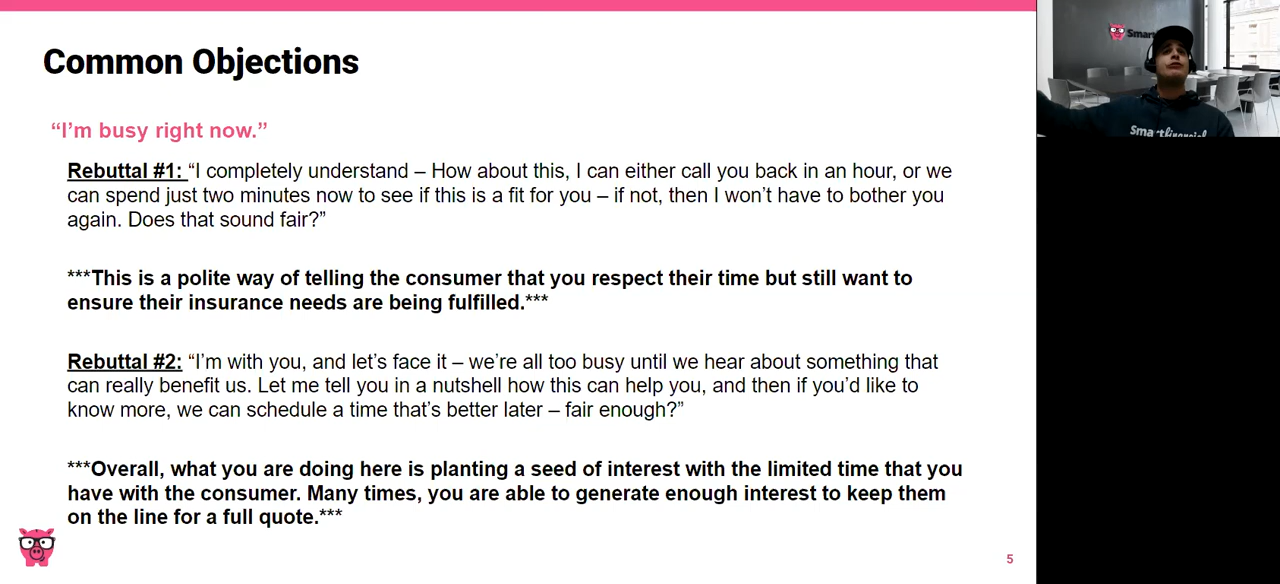 Common Objections
“I’m busy right now.”
Rebuttal #1: “I completely understand – How about this, I can either call you back in an hour, or we
can spend just two minutes now to see if this is a fit for you – if not, then I won’t have to bother you
again. Does that sound fair?”
***This is a polite way of telling the consumer that you respect their time but still want to
ensure their insurance needs are being fulfilled.***
Rebuttal #2: “I’m with you, and let’s face it – we’re all too busy until we hear about something that
can really benefit us. Let me tell you in a nutshell how this can help you, and then if you’d like to
know more, we can schedule a time that’s better later – fair enough?”
***Overall, what you are doing here is planting a seed of interest with the limited time that you
have with the consumer. Many times, you are able to generate enough interest to keep them
on the line for a full quote.***
5
Smart
Smartfinancial